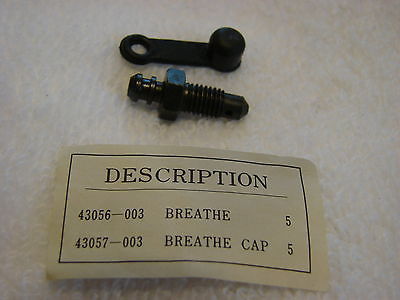 DESCRIPTION
43056—003 BREATHE 5
43057—003 BREATHE CAP 5